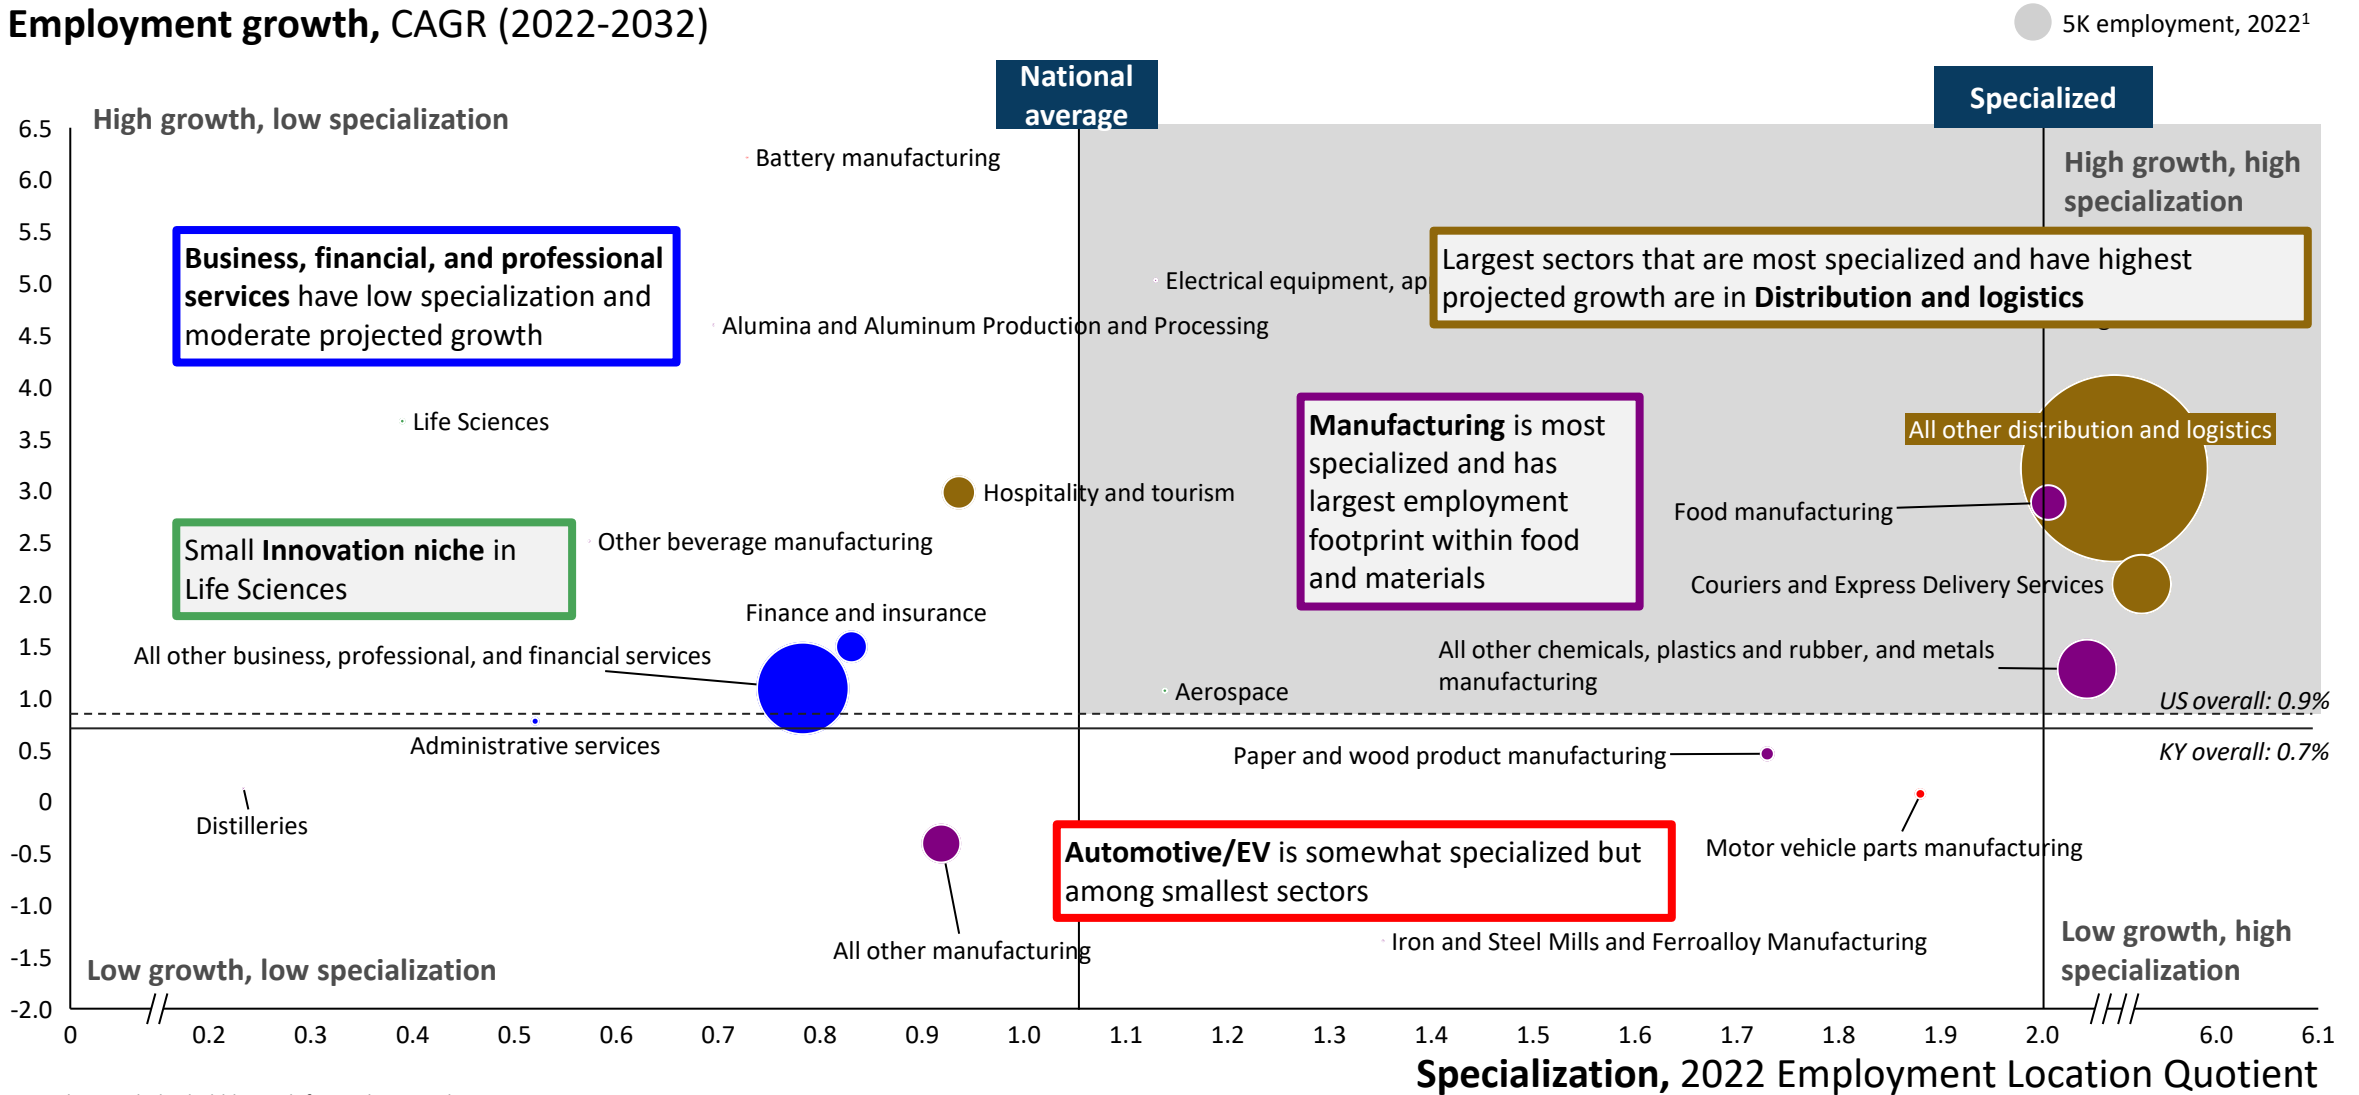 Employment growth, CAGR (2022-2032)
5K employment, 2022¹
National
average
Specialized
High growth, low specialization
High growth, high
specialization
6.5
6.0
5.5
5.0
4.5
4.0
3.5
3.0
2.5
2.0
1.5
1.0
0.5
0
-0.5
-1.0
-1.5
-2.0
Battery manufacturing
Business, financial, and professional
services have low specialization and
moderate projected growth
Electrical equipment,
Largest sectors that are most specialized and have highest
projected growth are in Distribution and logistics
Alumina and Aluminum Production and Processing
Life Sciences
Manufacturing is most
specialized and has
largest employment
footprint within food
and materials
All other distribution and logistics
Hospitality and tourism
Food manufacturing
Small Innovation niche in
Life Sciences
Other beverage manufacturing
Couriers and Express Delivery Services
Finance and insurance
All other business, professional, and financial services
All other chemicals, plastics and rubber, and metals
manufacturing
Aerospace
US overall: 0.9%
Administrative services
Paper and wood product manufacturing
KY overall: 0.7%
Distilleries
Automotive/EV is somewhat specialized but
among smallest sectors
Motor vehicle parts manufacturing
All other manufacturing
Iron and Steel Mills and Ferroalloy Manufacturing
Low growth, low specialization
Low growth, high
specialization
0 0.2 0.3 0.4 0.5 0.6 0.7 0.8 0.9 1.0 1.1 1.2 1.3 1.4 1.5 1.6 1.7 1.8 1.9 2.0 6.0 6.1
Specialization, 2022 Employment Location Quotient